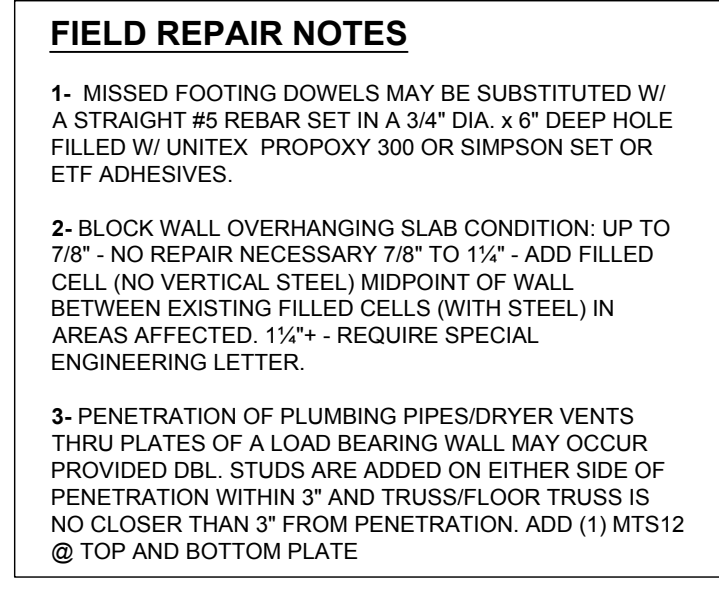 FIELD REPAIR NOTES
1- MISSED FOOTING DOWELS MAY BE SUBSTITUTED W/
A STRAIGHT #5 REBAR SET IN A 3/4" DIA. x 6" DEEP HOLE
FILLED W/ UNITEX PROPOXY 300 OR SIMPSON SET OR
ETF ADHESIVES.
2- BLOCK WALL OVERHANGING SLAB CONDITION: UP TO
7/8" - NO REPAIR NECESSARY 7/8" TO 1¼" - ADD FILLED
CELL (NO VERTICAL STEEL) MIDPOINT OF WALL
BETWEEN EXISTING FILLED CELLS (WITH STEEL) IN
AREAS AFFECTED. 1¼"+ - REQUIRE SPECIAL
ENGINEERING LETTER.
3- PENETRATION OF PLUMBING PIPES/DRYER VENTS
THRU PLATES OF A LOAD BEARING WALL MAY OCCUR
PROVIDED DBL. STUDS ARE ADDED ON EITHER SIDE OF
PENETRATION WITHIN 3" AND TRUSS/FLOOR TRUSS IS
NO CLOSER THAN 3" FROM PENETRATION. ADD (1) MTS12
@ TOP AND BOTTOM PLATE